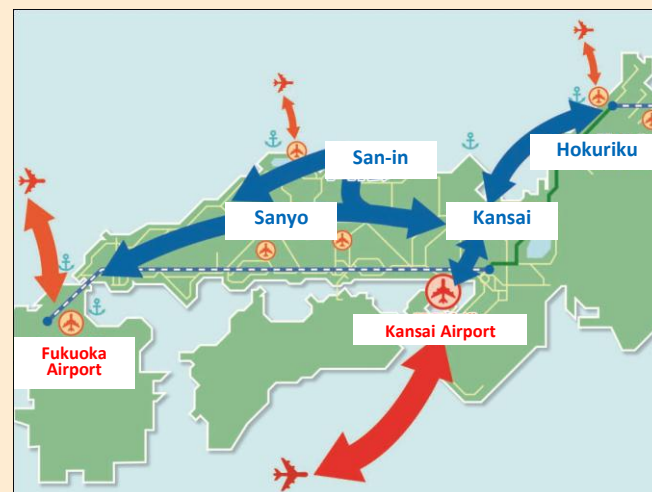 San-in
Hokuriku
Sanyo
Kansai
Kansai Airport
Fukuoka
Airport